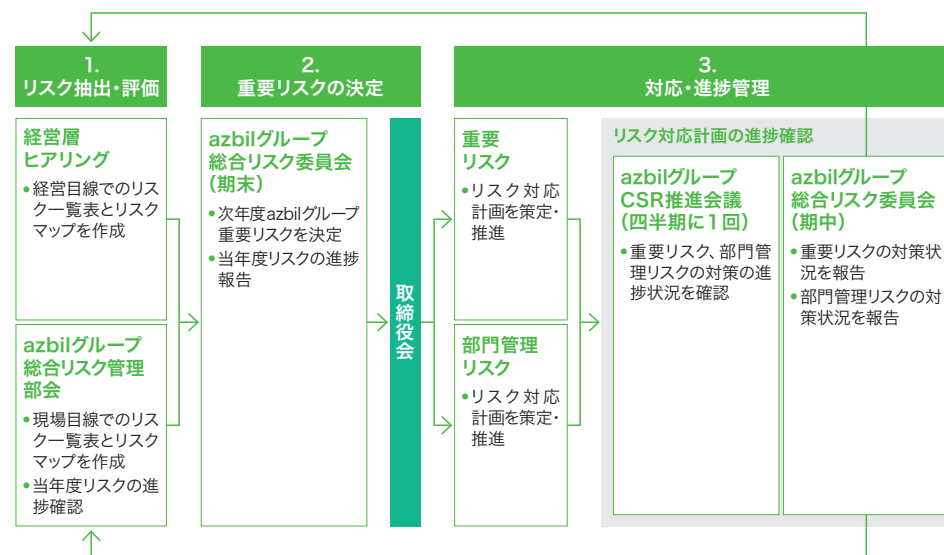 1.
リスク抽出・評価
経営層
ヒアリング
•経営目線でのリス
ク一覧表とリスク
マップを作成
azbilグループ
総合リスク管理
部会
•現場目線でのリス
ク一覧表とリスク
マップを作成
•当年度リスクの進
捗確認
2.
重要リスクの決定
azbilグループ
総合リスク委員会
(期末)
•次年度azbilグループ
重要リスクを決定
•当年度リスクの進捗
報告
取締役会
3.
対応・進捗管理
重要
リスク
•リスク対応
計画を策定・
推進
部門管理
リスク
•リスク対応
計画を策定・
推進
リスク対応計画の進捗確認
azbilグループ
CSR推進会議
(四半期に1回)
•重要リスク、部門管
理リスクの対策の進
捗状況を確認
azbilグループ
総合リスク委員会
(期中)
•重要リスクの対策状
況を報告
•部門管理リスクの対
策状況を報告